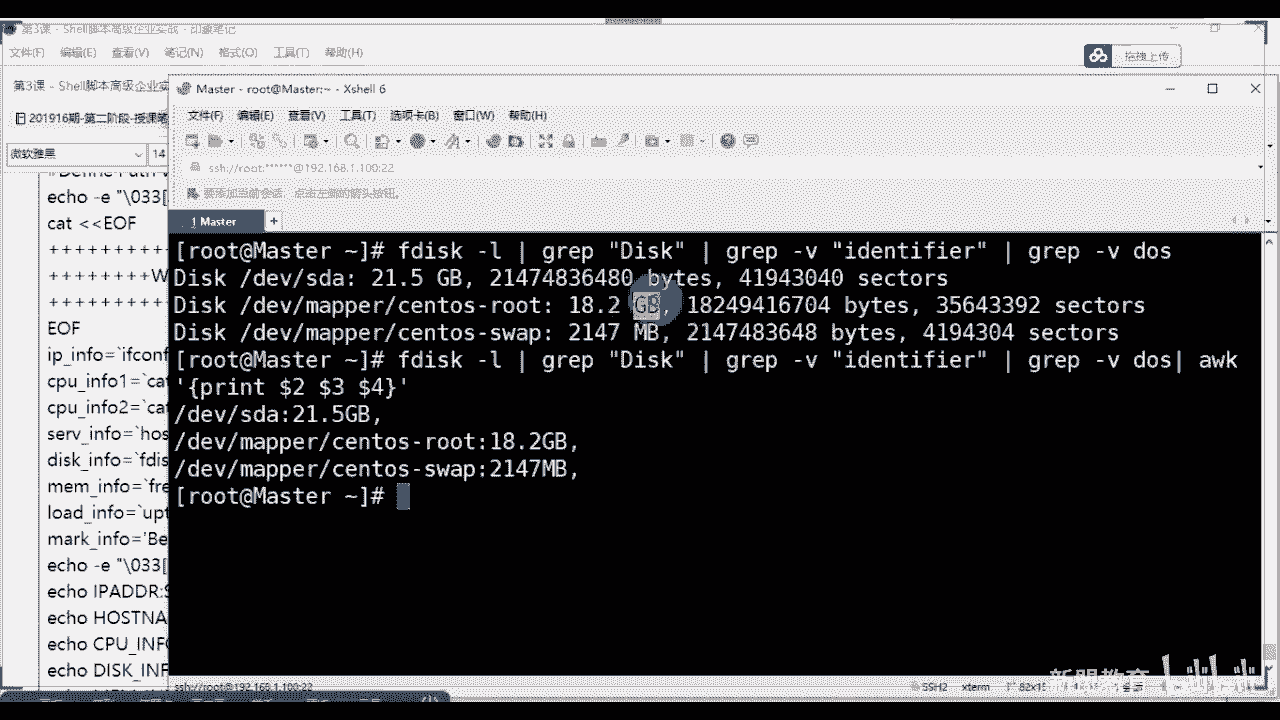 第3课 - Shell脚本高级企业实战 - 印象笔记
文件(F) 编辑(E) 查看(V) 笔记(N) 格式(O) 工具(T) 帮助(H)
拖拽上传
第3课 - Shell脚本高级企业实
Master - root@Master:~ - Xshell 6
201916期-第二阶段-授课笔
文件(F) 编辑(E) 查看(V) 工具(T) 选项卡(B) 窗口(W) 帮助(H)
微软雅黑 14
ssh://root:******@192.168.1.100:22
要添加当前会话，点击左侧的箭头按钮。
1 Master +
echo -e "\033[
cat <<EOF
+++++++++++
++++++++W
+++++++++++
EOF
ip_info=`ifconf
cpu_info1=`cat
cpu_info2=`cat
serv_info=`hos
disk_info=`fdis
mem_info=`fre
load_info=`upt
mark_info='Be
echo -e "\033[
echo IPADDR:$
echo HOSTNA
echo CPU_INF
echo DISK_INF
[root@Master ~]# fdisk -l | grep "Disk" | grep -v "identifier" | grep -v dos
Disk /dev/sda: 21.5 GB, 21474836480 bytes, 41943040 sectors
Disk /dev/mapper/centos-root: 18.2 GB, 18249416704 bytes, 35643392 sectors
Disk /dev/mapper/centos-swap: 2147 MB, 2147483648 bytes, 4194304 sectors
[root@Master ~]# fdisk -l | grep "Disk" | grep -v "identifier" | grep -v dos| awk
'{print $2 $3 $4}'
/dev/sda:21.5GB,
/dev/mapper/centos-root:18.2GB,
/dev/mapper/centos-swap:2147MB,
[root@Master ~]#
ssh://root@192.168.1.100:22 SSH2 xterm